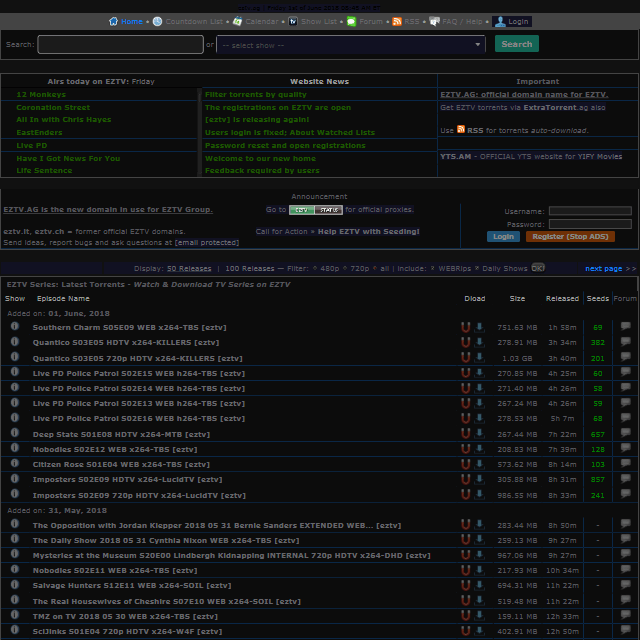 Home • Countdown List • Calendar • Show List • Forum • RSS • FAQ / Help • Login
Search: or -- select show -- Search
Airs today on EZTV: Friday
12 Monkeys
Coronation Street
All In with Chris Hayes
EastEnders
Live PD
Have I Got News For You
Life Sentence
Website News
Filter torrents by quality
The registrations on EZTV are open
[eztv] is releasing again!
Users login is fixed; About Watched Lists
Password reset and open registrations
Welcome to our new home
Feedback required by users
Important
EZTV.AG: official domain name for EZTV.
Get EZTV torrents via ExtraTorrent.ag also
Use RSS for torrents auto-download.
YTS.AM - OFFICIAL YTS website for YIFY Movies
Announcement
EZTV.AG is the new domain in use for EZTV Group.
eztv.it, eztv.ch = former official EZTV domains.
Send ideas, report bugs and ask questions at [email protected]
Go to EZTV STATUS for official proxies.
Call for Action » Help EZTV with Seeding!
Username:
Password:
Login Register (Stop ADS)
Display: 50 Releases | 100 Releases — Filter: 480p 720p all | Include: WEBRips Daily Shows OK! next page >>
EZTV Series: Latest Torrents - Watch & Download TV Series on EZTV
Show Episode Name Dload Size Released Seeds Forum
Added on: 01, June, 2018
Southern Charm S05E09 WEB x264-TBS [eztv] 751.63 MB 1h 58m 69
Quantico S03E05 HDTV x264-KILLERS [eztv] 278.91 MB 3h 34m 382
Quantico S03E05 720p HDTV x264-KILLERS [eztv] 1.03 GB 3h 40m 201
Live PD Police Patrol S02E15 WEB h264-TBS [eztv] 270.85 MB 4h 25m 60
Live PD Police Patrol S02E14 WEB h264-TBS [eztv] 271.40 MB 4h 26m 58
Live PD Police Patrol S02E13 WEB h264-TBS [eztv] 267.24 MB 4h 26m 59
Live PD Police Patrol S02E16 WEB h264-TBS [eztv] 278.53 MB 5h 7m 68
Deep State S01E08 HDTV x264-MTB [eztv] 267.44 MB 7h 22m 697
Nobodies S02E12 WEB x264-TBS [eztv] 208.83 MB 7h 39m 128
Citizen Rose S01E04 WEB x264-TBS [eztv] 573.62 MB 8h 14m 103
Imposters S02E09 HDTV x264-LucidTV [eztv] 305.88 MB 8h 31m 857
Imposters S02E09 720p HDTV x264-LucidTV [eztv] 986.55 MB 8h 33m 241
Added on: 31, May, 2018
The Opposition with Jordan Klepper 2018 05 31 Bernie Sanders EXTENDED WEB... [eztv] 283.44 MB 8h 50m -
The Daily Show 2018 05 31 Cynthia Nixon WEB x264-TBS [eztv] 259.13 MB 9h 27m -
Mysteries at the Museum S20E00 Lindbergh Kidnapping INTERNAL 720p HDTV x264-DHD [eztv] 967.06 MB 9h 27m -
Nobodies S02E11 WEB x264-TBS [eztv] 217.93 MB 10h 34m -
Salvage Hunters S12E11 WEB x264-SOIL [eztv] 694.31 MB 11h 22m -
The Real Housewives of Cheshire S07E10 WEB x264-SOIL [eztv] 519.48 MB 11h 22m -
TMZ on TV 2018 05 30 WEB x264-TBS [eztv] 159.11 MB 12h 33m -
SciJinks S01E04 720p HDTV x264-W4F [eztv] 402.91 MB 12h 50m -